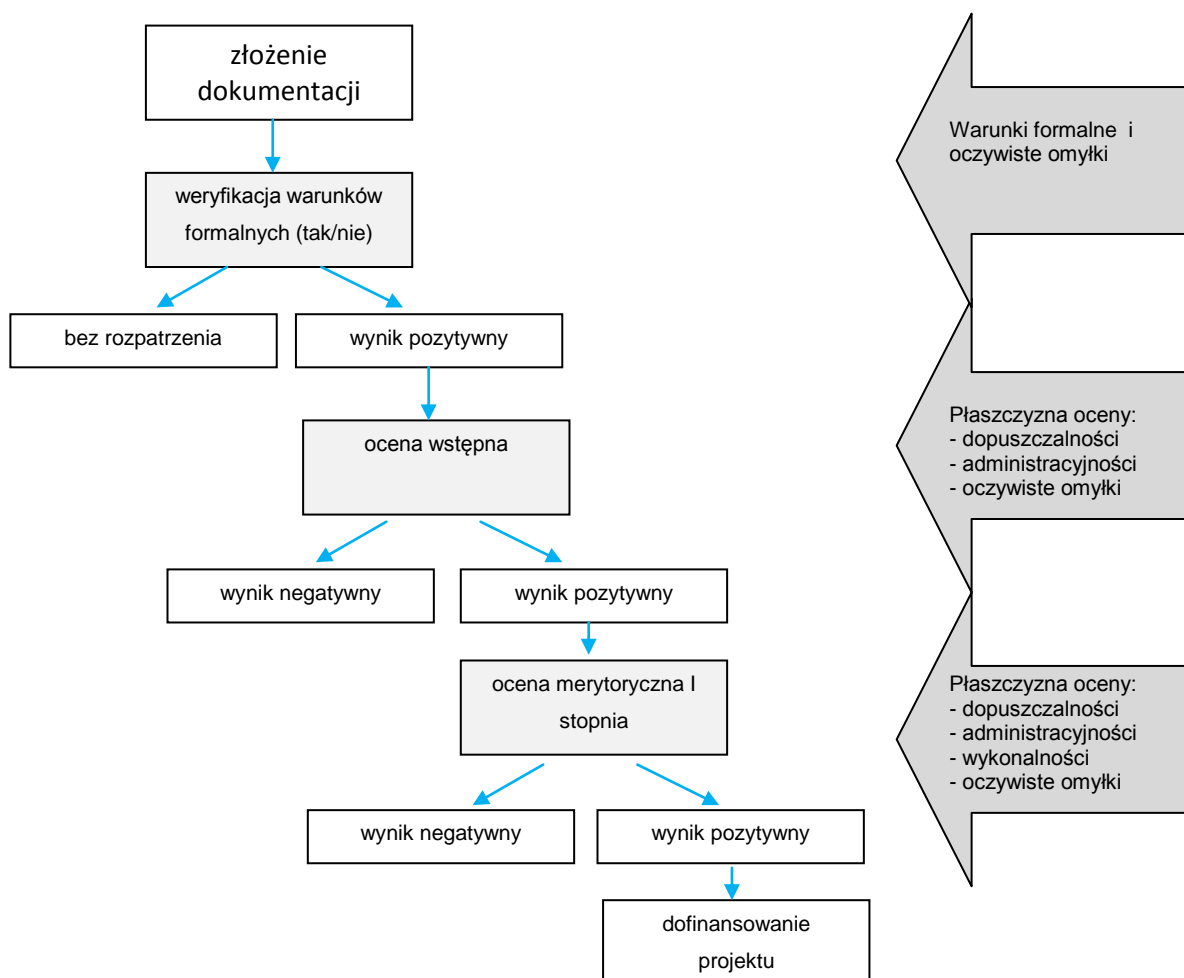 złożenie
dokumentacji
Warunki formalne i
oczywiste omyłki
weryfikacja warunków
formalnych (tak/nie)
bez rozpatrzenia
wynik pozytywny
ocena wstępna
Płaszczyzna oceny:
- dopuszczalności
- administracyjności
- oczywiste omyłki
wynik negatywny
wynik pozytywny
ocena merytoryczna I
stopnia
Płaszczyzna oceny:
- dopuszczalności
- administracyjności
- wykonalności
- oczywiste omyłki
wynik negatywny
wynik pozytywny
dofinansowanie
projektu